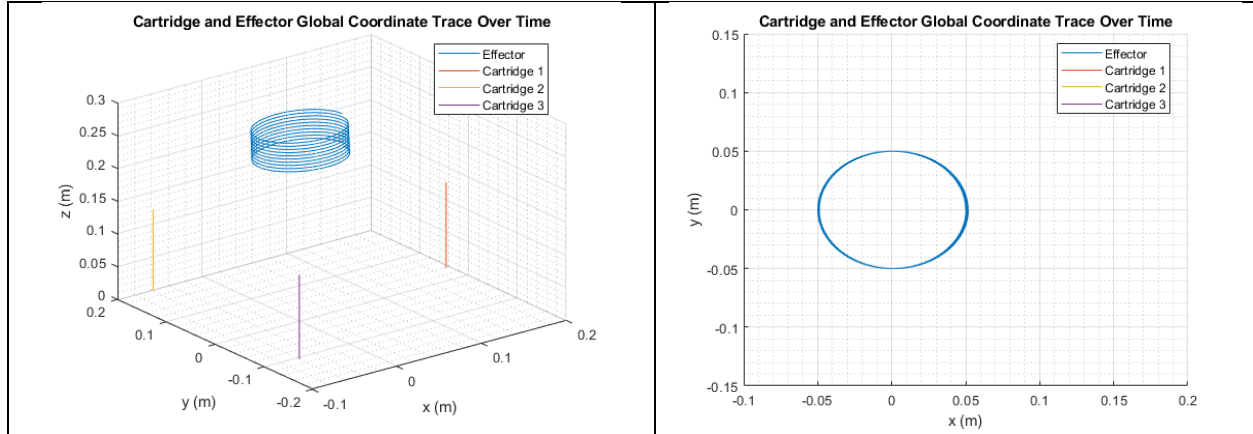 Cartridge and Effector Global Coordinate Trace Over Time
Effector
Cartridge 1
Cartridge 2
Cartridge 3
0.3
0.25
0.2
0.15
0.1
0.05
0
z (m)
0.2
0.1
0
-0.1
-0.2
y (m)
-0.1
0
0.1
0.2
x (m)
Cartridge and Effector Global Coordinate Trace Over Time
Effector
Cartridge 1
Cartridge 2
Cartridge 3
0.15
0.1
0.05
0
-0.05
-0.1
-0.15
y (m)
-0.1
-0.05
0
0.05
0.1
0.15
0.2
x (m)